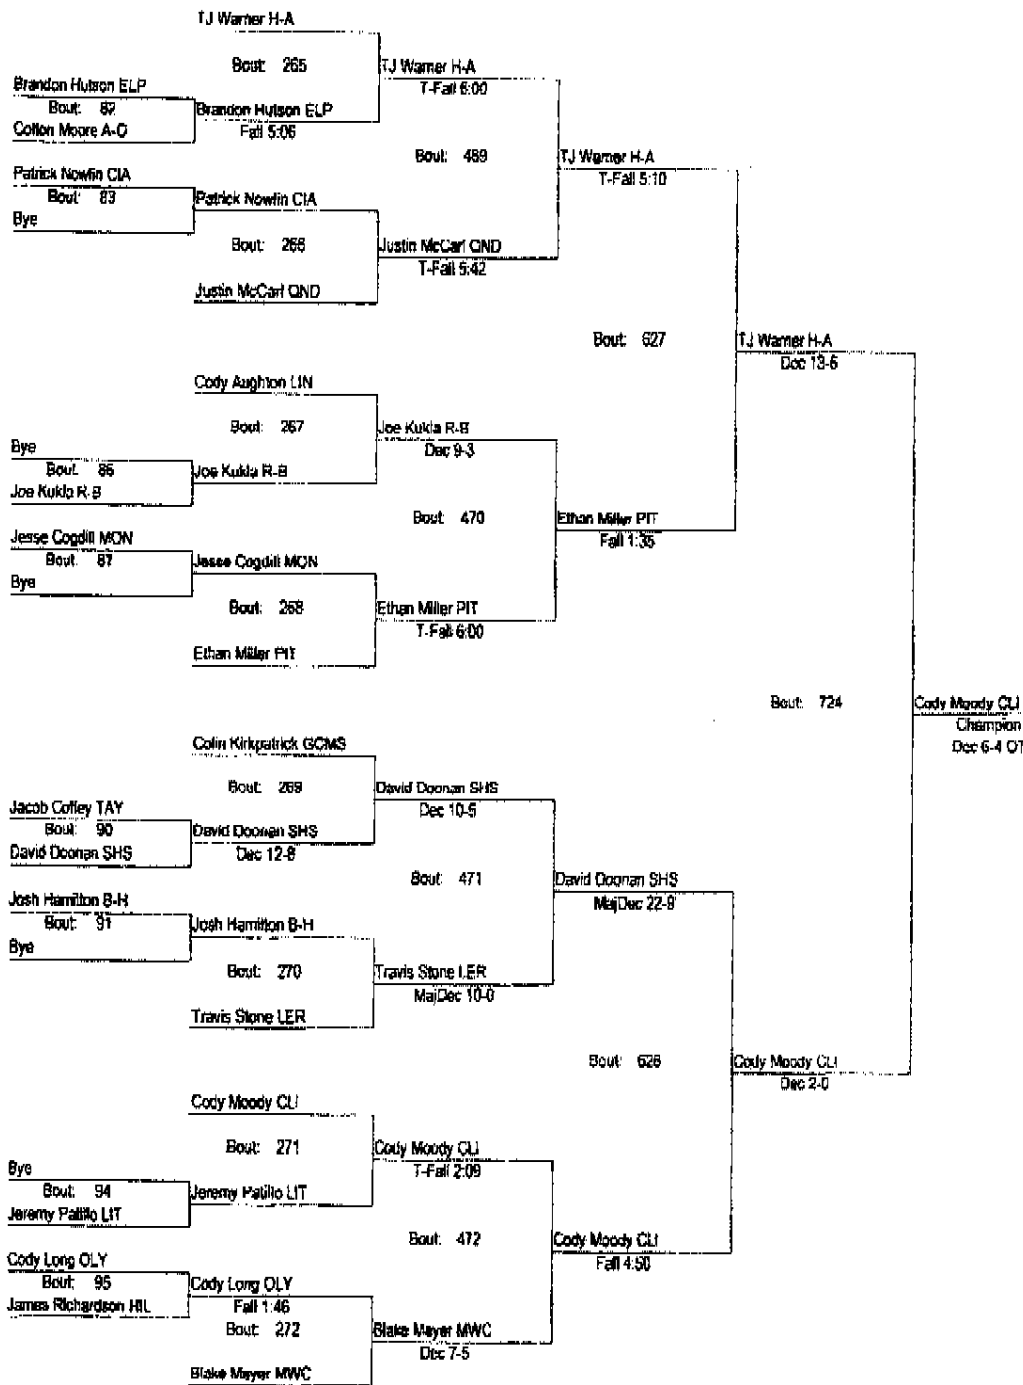 TJ Warner H-A
Bout: 265
TJ Warner H-A
T-Fall 6:00
Brandon Hutson ELP
Bout: 82
Colton Moore A-O
Brandon Hutson ELP
Fall 5:06
Bout: 469
TJ Warner H-A
T-Fall 5:10
Patrick Nowlin CIA
Bout: 83
Bye
Patrick Nowlin CIA
Bout: 266
Justin McCarl QND
T-Fall 5:42
Justin McCarl QND
Bout: 627
TJ Warner H-A
Dec 13-6
Cody Aughton LIN
Bout: 267
Joe Kukla R-B
Dec 9-3
Bye
Bout: 86
Joe Kukla R-B
Joe Kukla R-B
Bout: 470
Ethan Miller PIT
Fall 1:35
Jesse Cogdill MON
Bout: 87
Bye
Jesse Cogdill MON
Bout: 268
Ethan Miller PIT
T-Fall 6:00
Ethan Miller PIT
Bout: 724
Cody Moody CLI
Champion
Dec 6-4 OT
Colin Kirkpatrick GCMS
Bout: 269
David Doonan SHS
Dec 10-5
Jacob Coffey TAY
Bout: 90
David Doonan SHS
David Doonan SHS
Dec 12-8
Bout: 471
David Doonan SHS
MajDec 22-9
Josh Hamilton B-H
Bout: 91
Bye
Josh Hamilton B-H
Bout: 270
Travis Stone LER
MajDec 10-0
Travis Stone LER
Bout: 628
Cody Moody CLI
Dec 2-0
Cody Moody CLI
Bout: 271
Cody Moody CLI
T-Fall 2:09
Bye
Bout: 94
Jeremy Patillo LIT
Jeremy Patillo LIT
Bout: 472
Cody Moody CLI
Fall 4:50
Cody Long OLY
Bout: 95
James Richardson HIL
Cody Long OLY
Fall 1:46
Bout: 272
Blake Meyer MWC
Dec 7-5
Blake Meyer MWC